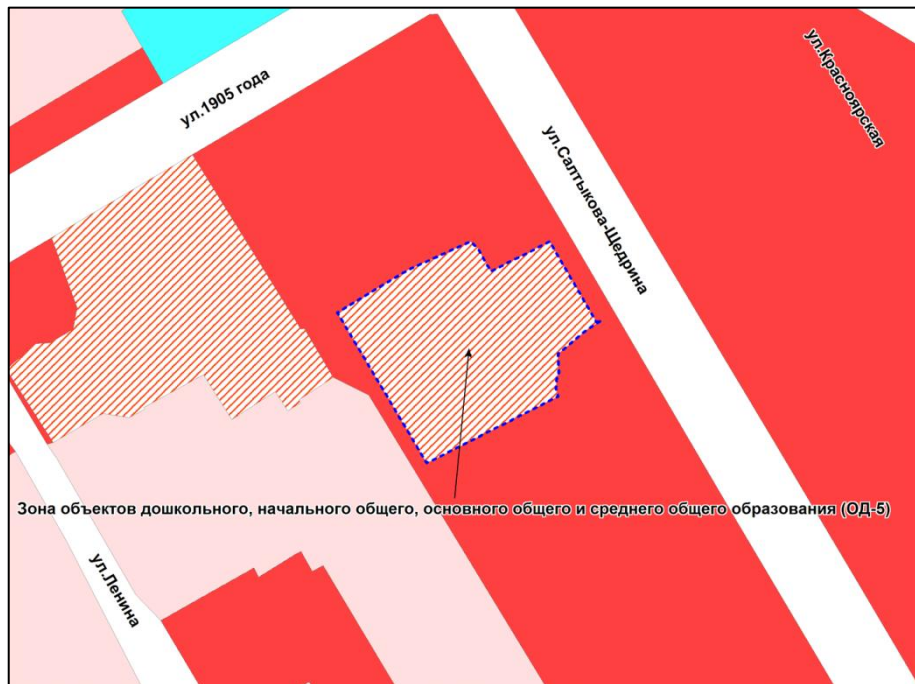 ул.1905 года
ул.Красноярская
ул.Салтыкова-Щедрина
Зона объектов дошкольного, начального общего, основного общего и среднего общего образования (ОД-5)
ул.Ленина